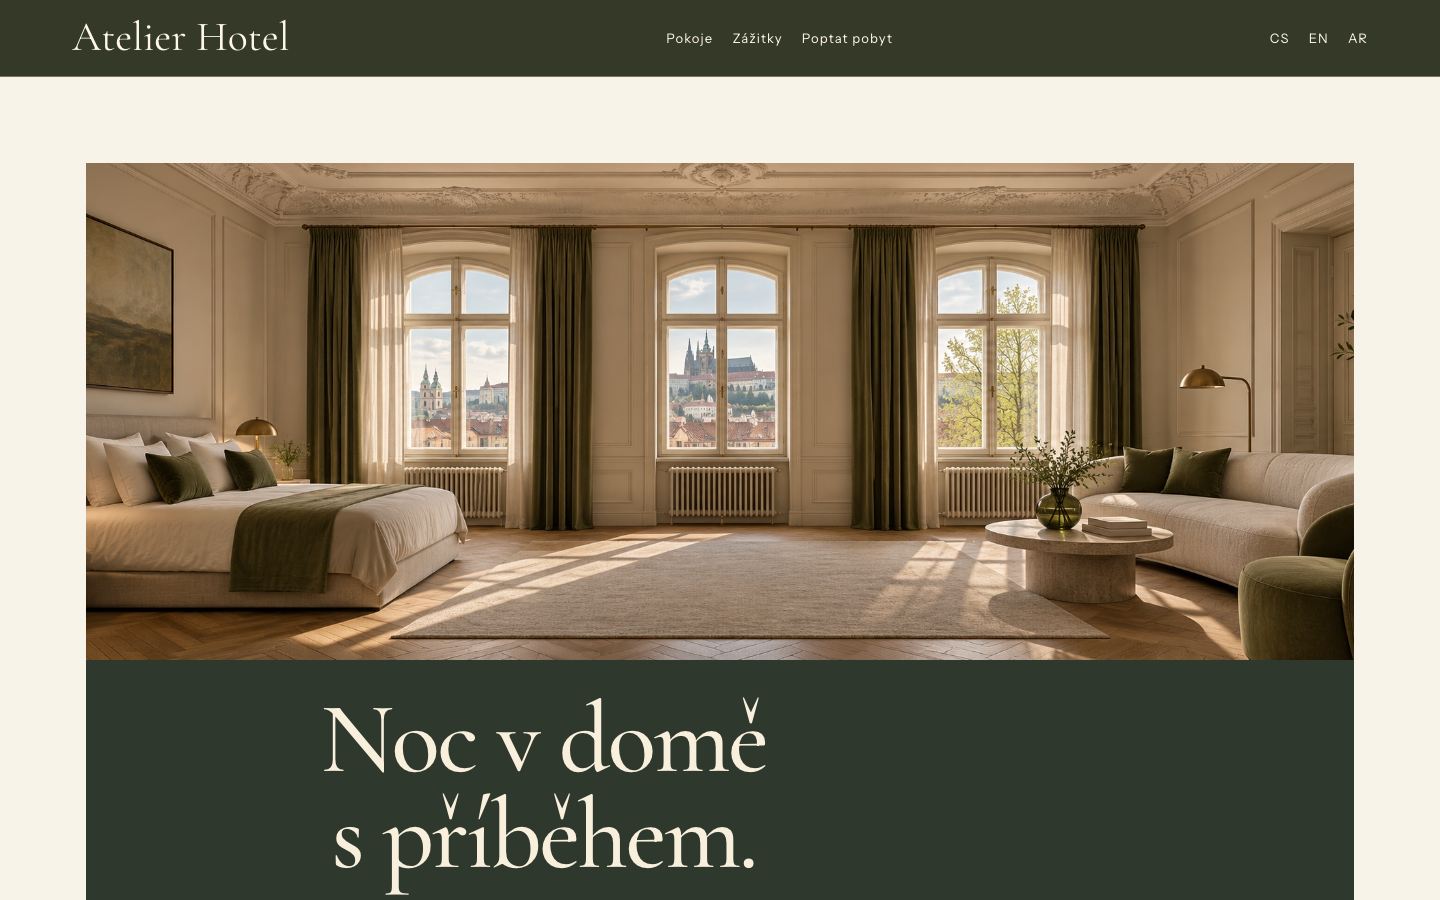 Atelier Hotel
Pokoje Zážitky Poptat pobyt
CS EN AR
Noc v domě
s příběhem.